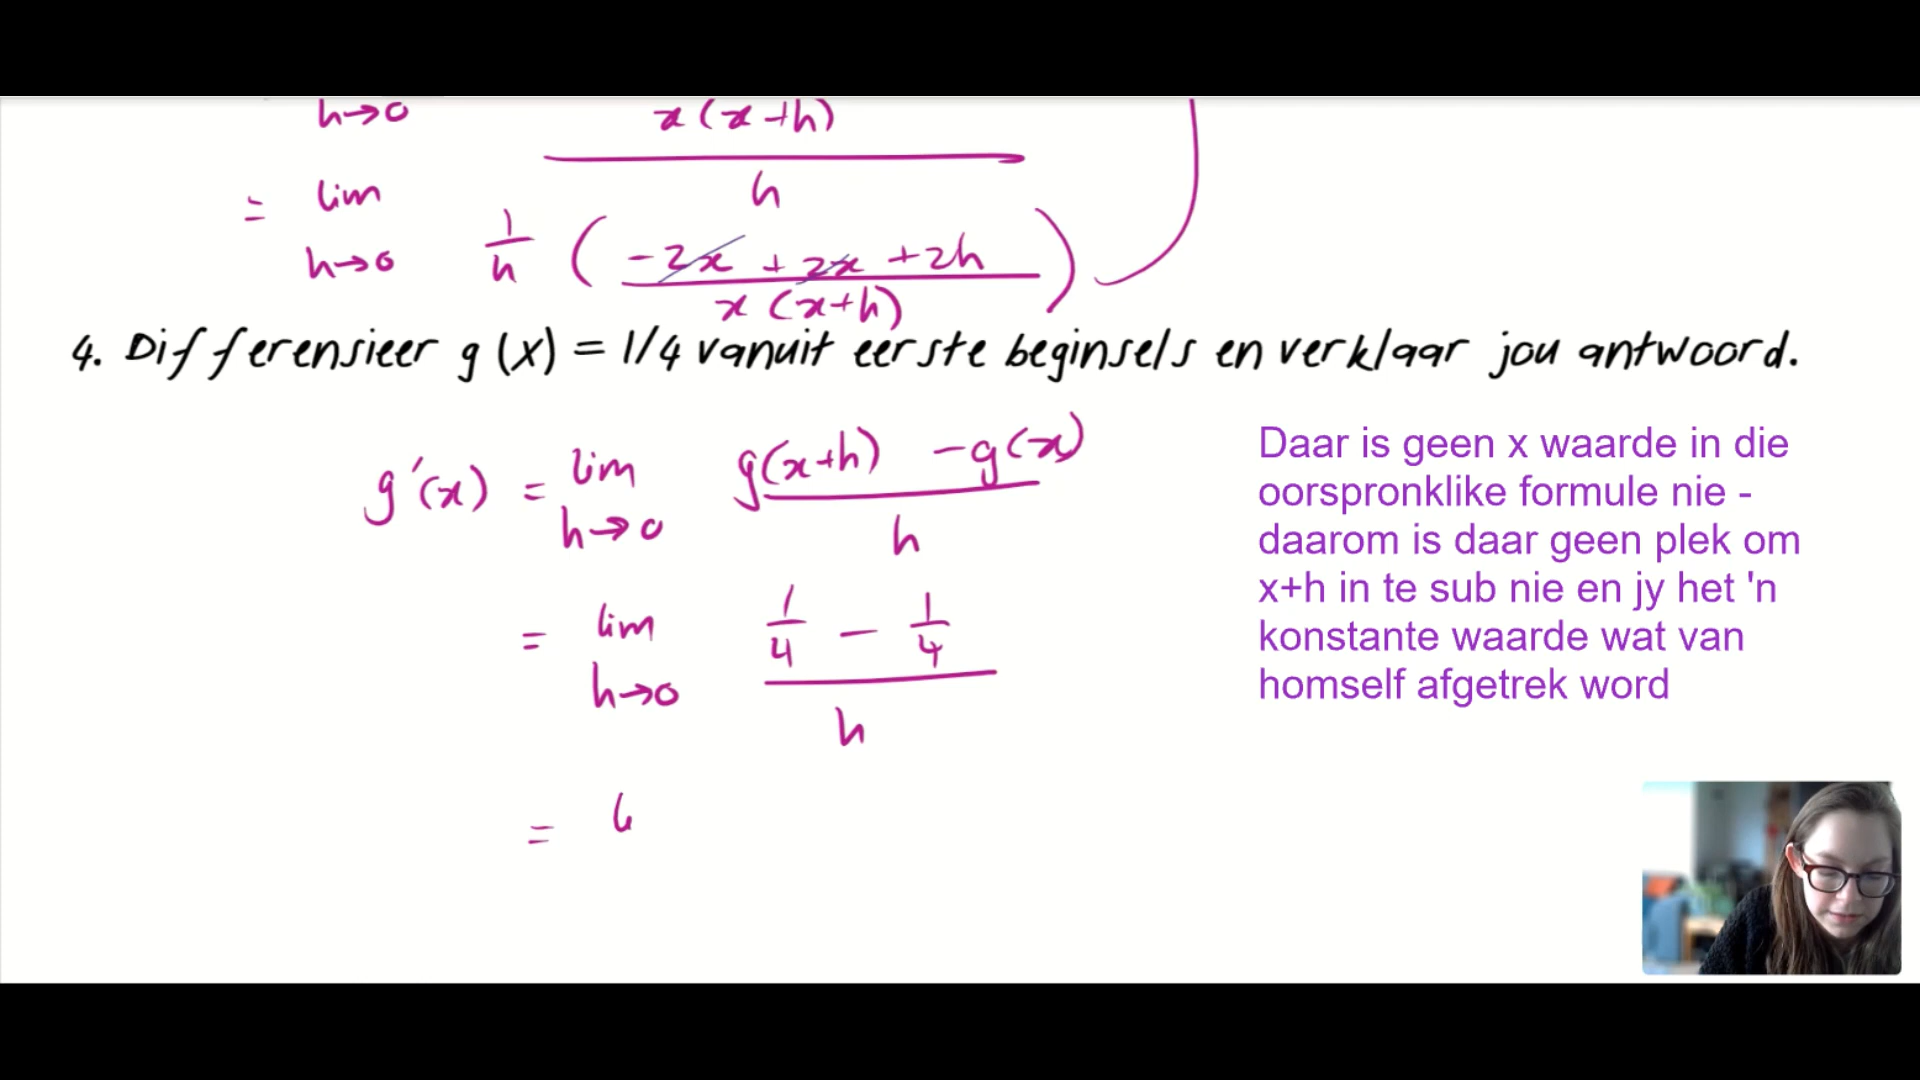 h→0 x(x+h)
h
= lim
h→0 1/h ( -2x + 2x + 2h / x(x+h) )
4. Differensieer g(x) = 1/4 vanuit eerste beginsels en verklaar jou antwoord.
g'(x) = lim h→0 g(x+h) - g(x) / h
= lim h→0 1/4 - 1/4 / h
=
Daar is geen x waarde in die
oorspronklike formule nie -
daarom is daar geen plek om
x+h in te sub nie en jy het 'n
konstante waarde wat van
homself afgetrek word